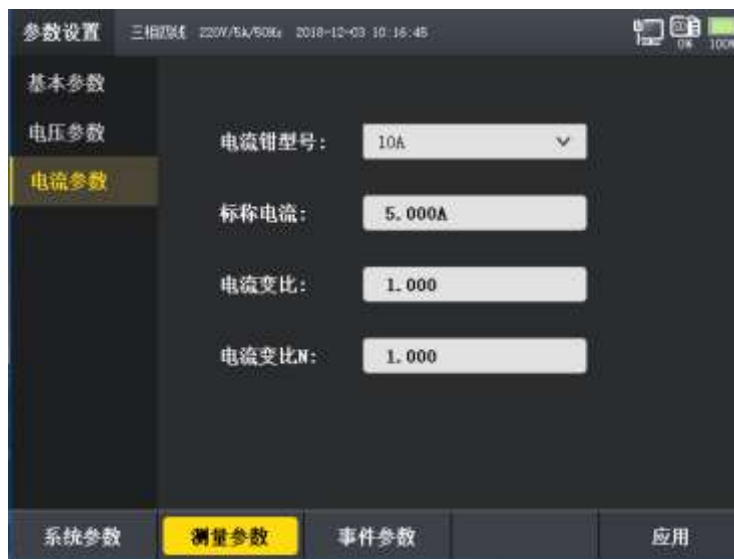 参数设置 三相四线 220V/5A/50Hz 2018-12-03 10:16:45 0% 100%
基本参数
电压参数
电流参数
电流钳型号: 10A
标称电流: 5.000A
电流变比: 1.000
电流变比N: 1.000
系统参数 测量参数 事件参数 应用